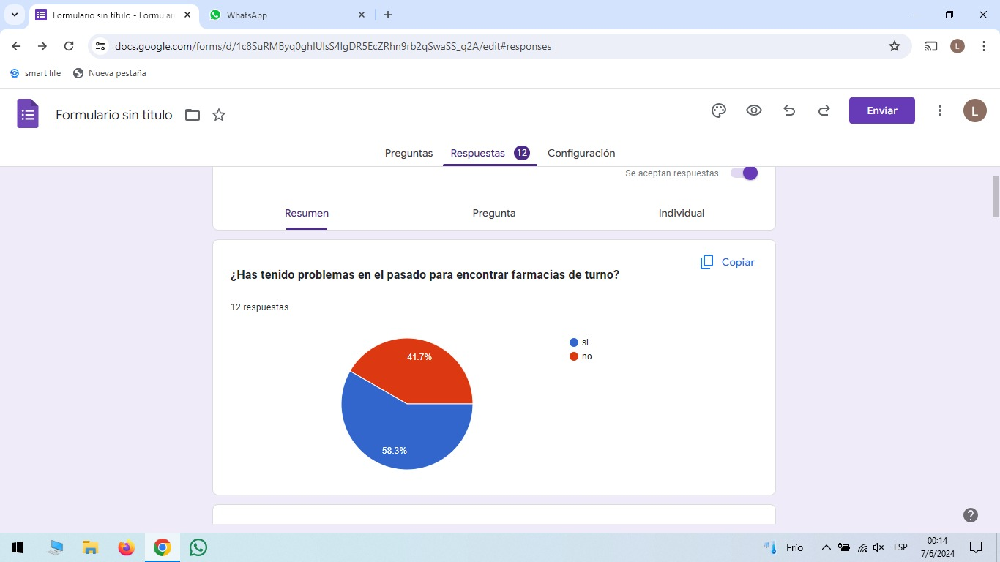 Formulario sin título - Formular
WhatsApp
docs.google.com/forms/d/1c8SuRMByq0ghlUlsS4lgDR5EcZRhn9rb2qSwaSS_q2A/edit#responses
L
smart life
Nueva pestaña
Formulario sin título
Enviar
L
Preguntas
Respuestas 12
Configuración
Se aceptan respuestas
Resumen
Pregunta
Individual
Copiar
¿Has tenido problemas en el pasado para encontrar farmacias de turno?
12 respuestas
si
no
41.7%
58.3%
Frío
ESP
00:14
7/6/2024